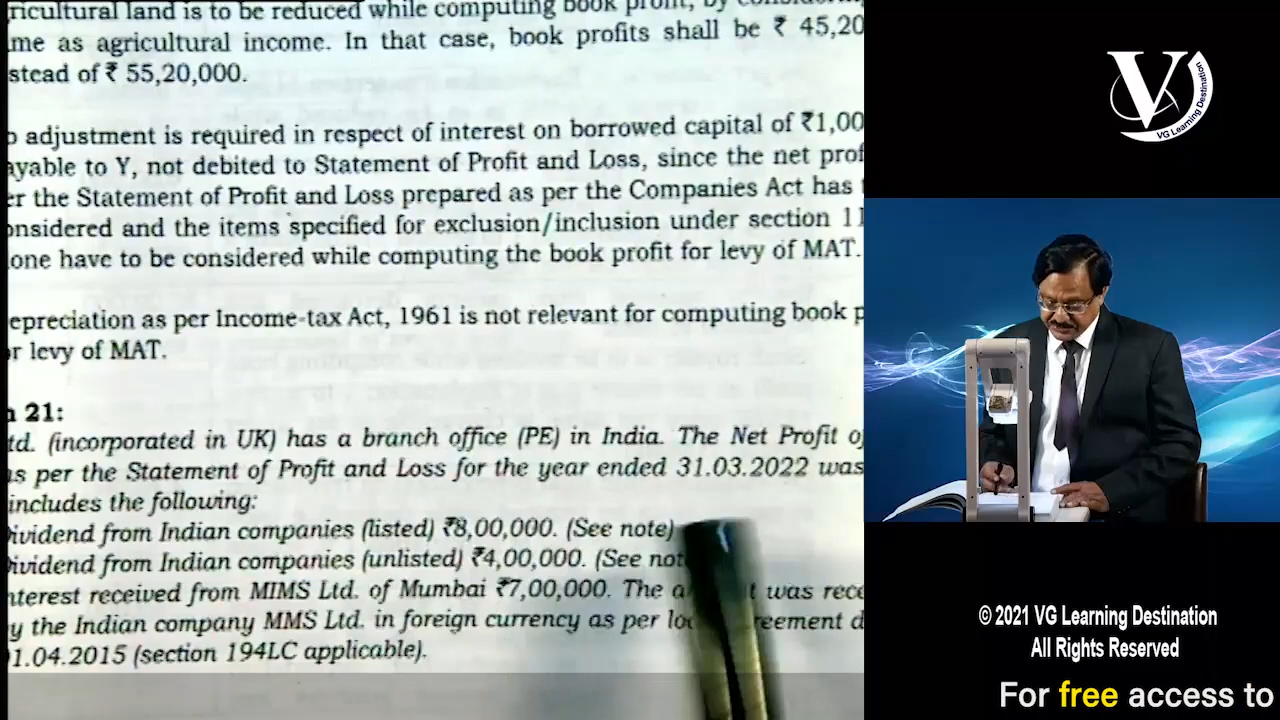 ricultural land is to be reduced while computing book profit, by considering
me as agricultural income. In that case, book profits shall be ₹ 45,20
stead of ₹ 55,20,000.
o adjustment is required in respect of interest on borrowed capital of ₹1,00
ayable to Y, not debited to Statement of Profit and Loss, since the net prof
er the Statement of Profit and Loss prepared as per the Companies Act has
onsidered and the items specified for exclusion/inclusion under section 11
one have to be considered while computing the book profit for levy of MAT.
epreciation as per Income-tax Act, 1961 is not relevant for computing book p
or levy of MAT.
n 21:
td. (incorporated in UK) has a branch office (PE) in India. The Net Profit of
as per the Statement of Profit and Loss for the year ended 31.03.2022 was
includes the following:
ividend from Indian companies (listed) ₹8,00,000. (See note)
ividend from Indian companies (unlisted) ₹4,00,000. (See not
nterest received from MIMS Ltd. of Mumbai ₹7,00,000. The a t was rece
y the Indian company MMS Ltd. in foreign currency as per lo reement d
01.04.2015 (section 194LC applicable).
V
VG Learning Destination
© 2021 VG Learning Destination
All Rights Reserved
For free access to